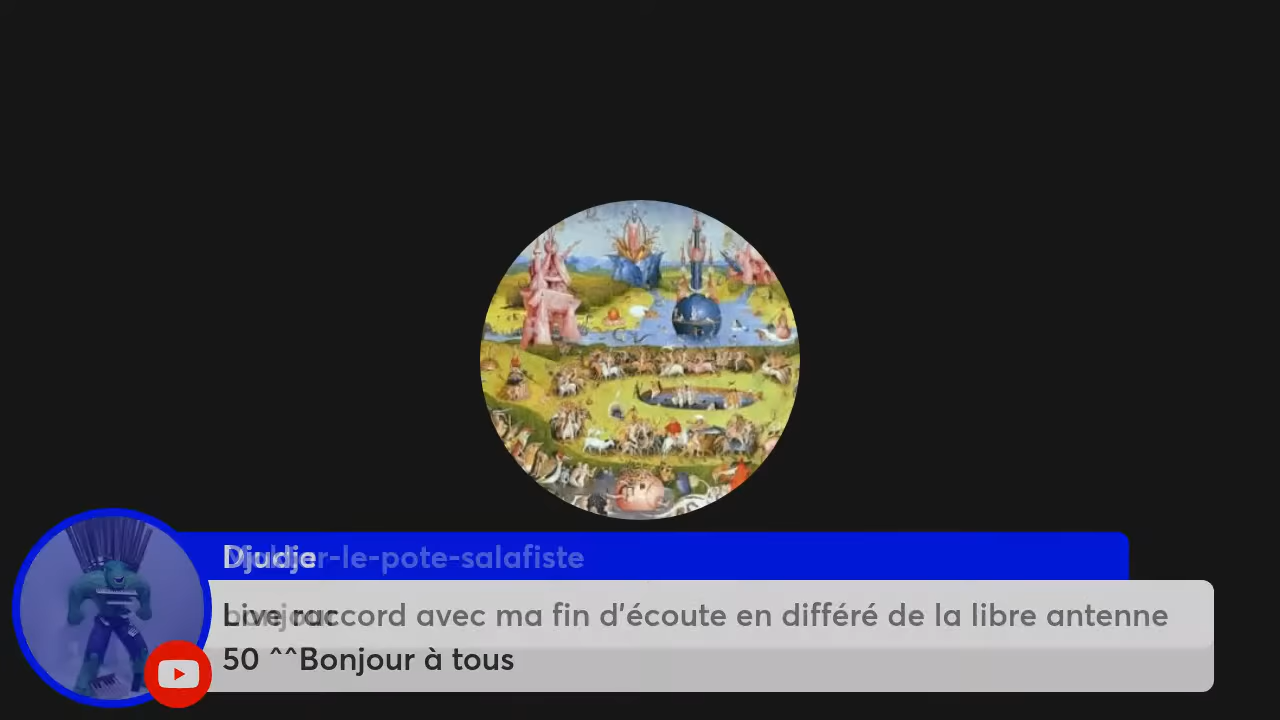 Djudje
-le-pote-salafiste
Live raccord avec ma fin d'écoute en différé de la libre antenne
50 ^^Bonjour à tous